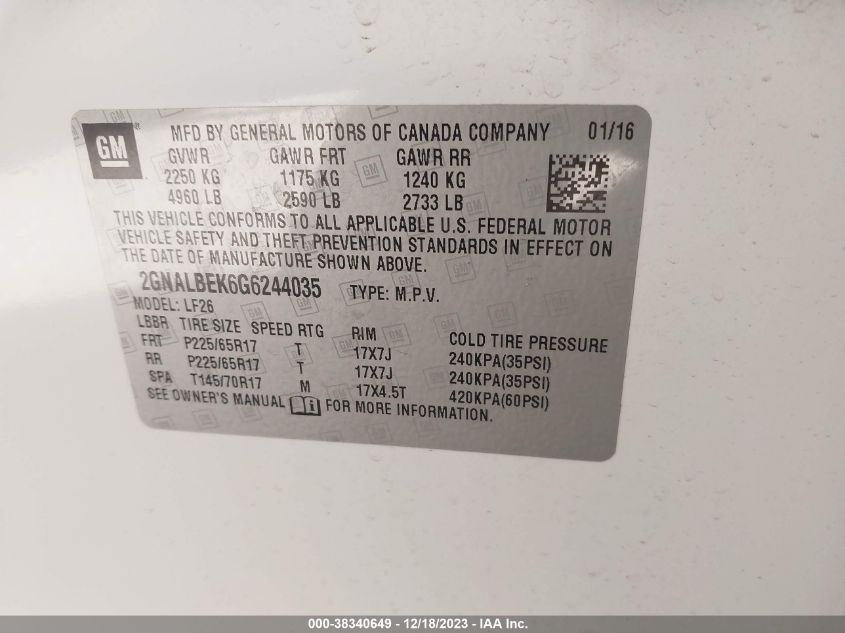 GM
MFD BY GENERAL MOTORS OF CANADA COMPANY 01/16
GVWR GAWR FRT GAWR RR
2250 KG 1175 KG 1240 KG
4960 LB 2590 LB 2733 LB
THIS VEHICLE CONFORMS TO ALL APPLICABLE U.S. FEDERAL MOTOR
VEHICLE SAFETY AND THEFT PREVENTION STANDARDS IN EFFECT ON
THE DATE OF MANUFACTURE SHOWN ABOVE.
2GNALBEK6G6244035 TYPE: M.P.V.
MODEL: LF26
LBBR TIRE SIZE SPEED RTG RIM COLD TIRE PRESSURE
FRT P225/65R17 T 17X7J 240KPA(35PSI)
RR P225/65R17 T 17X7J 240KPA(35PSI)
SPA T145/70R17 M 17X4.5T 420KPA(60PSI)
SEE OWNER'S MANUAL i FOR MORE INFORMATION.
000-38340649 - 12/18/2023 - IAA Inc.